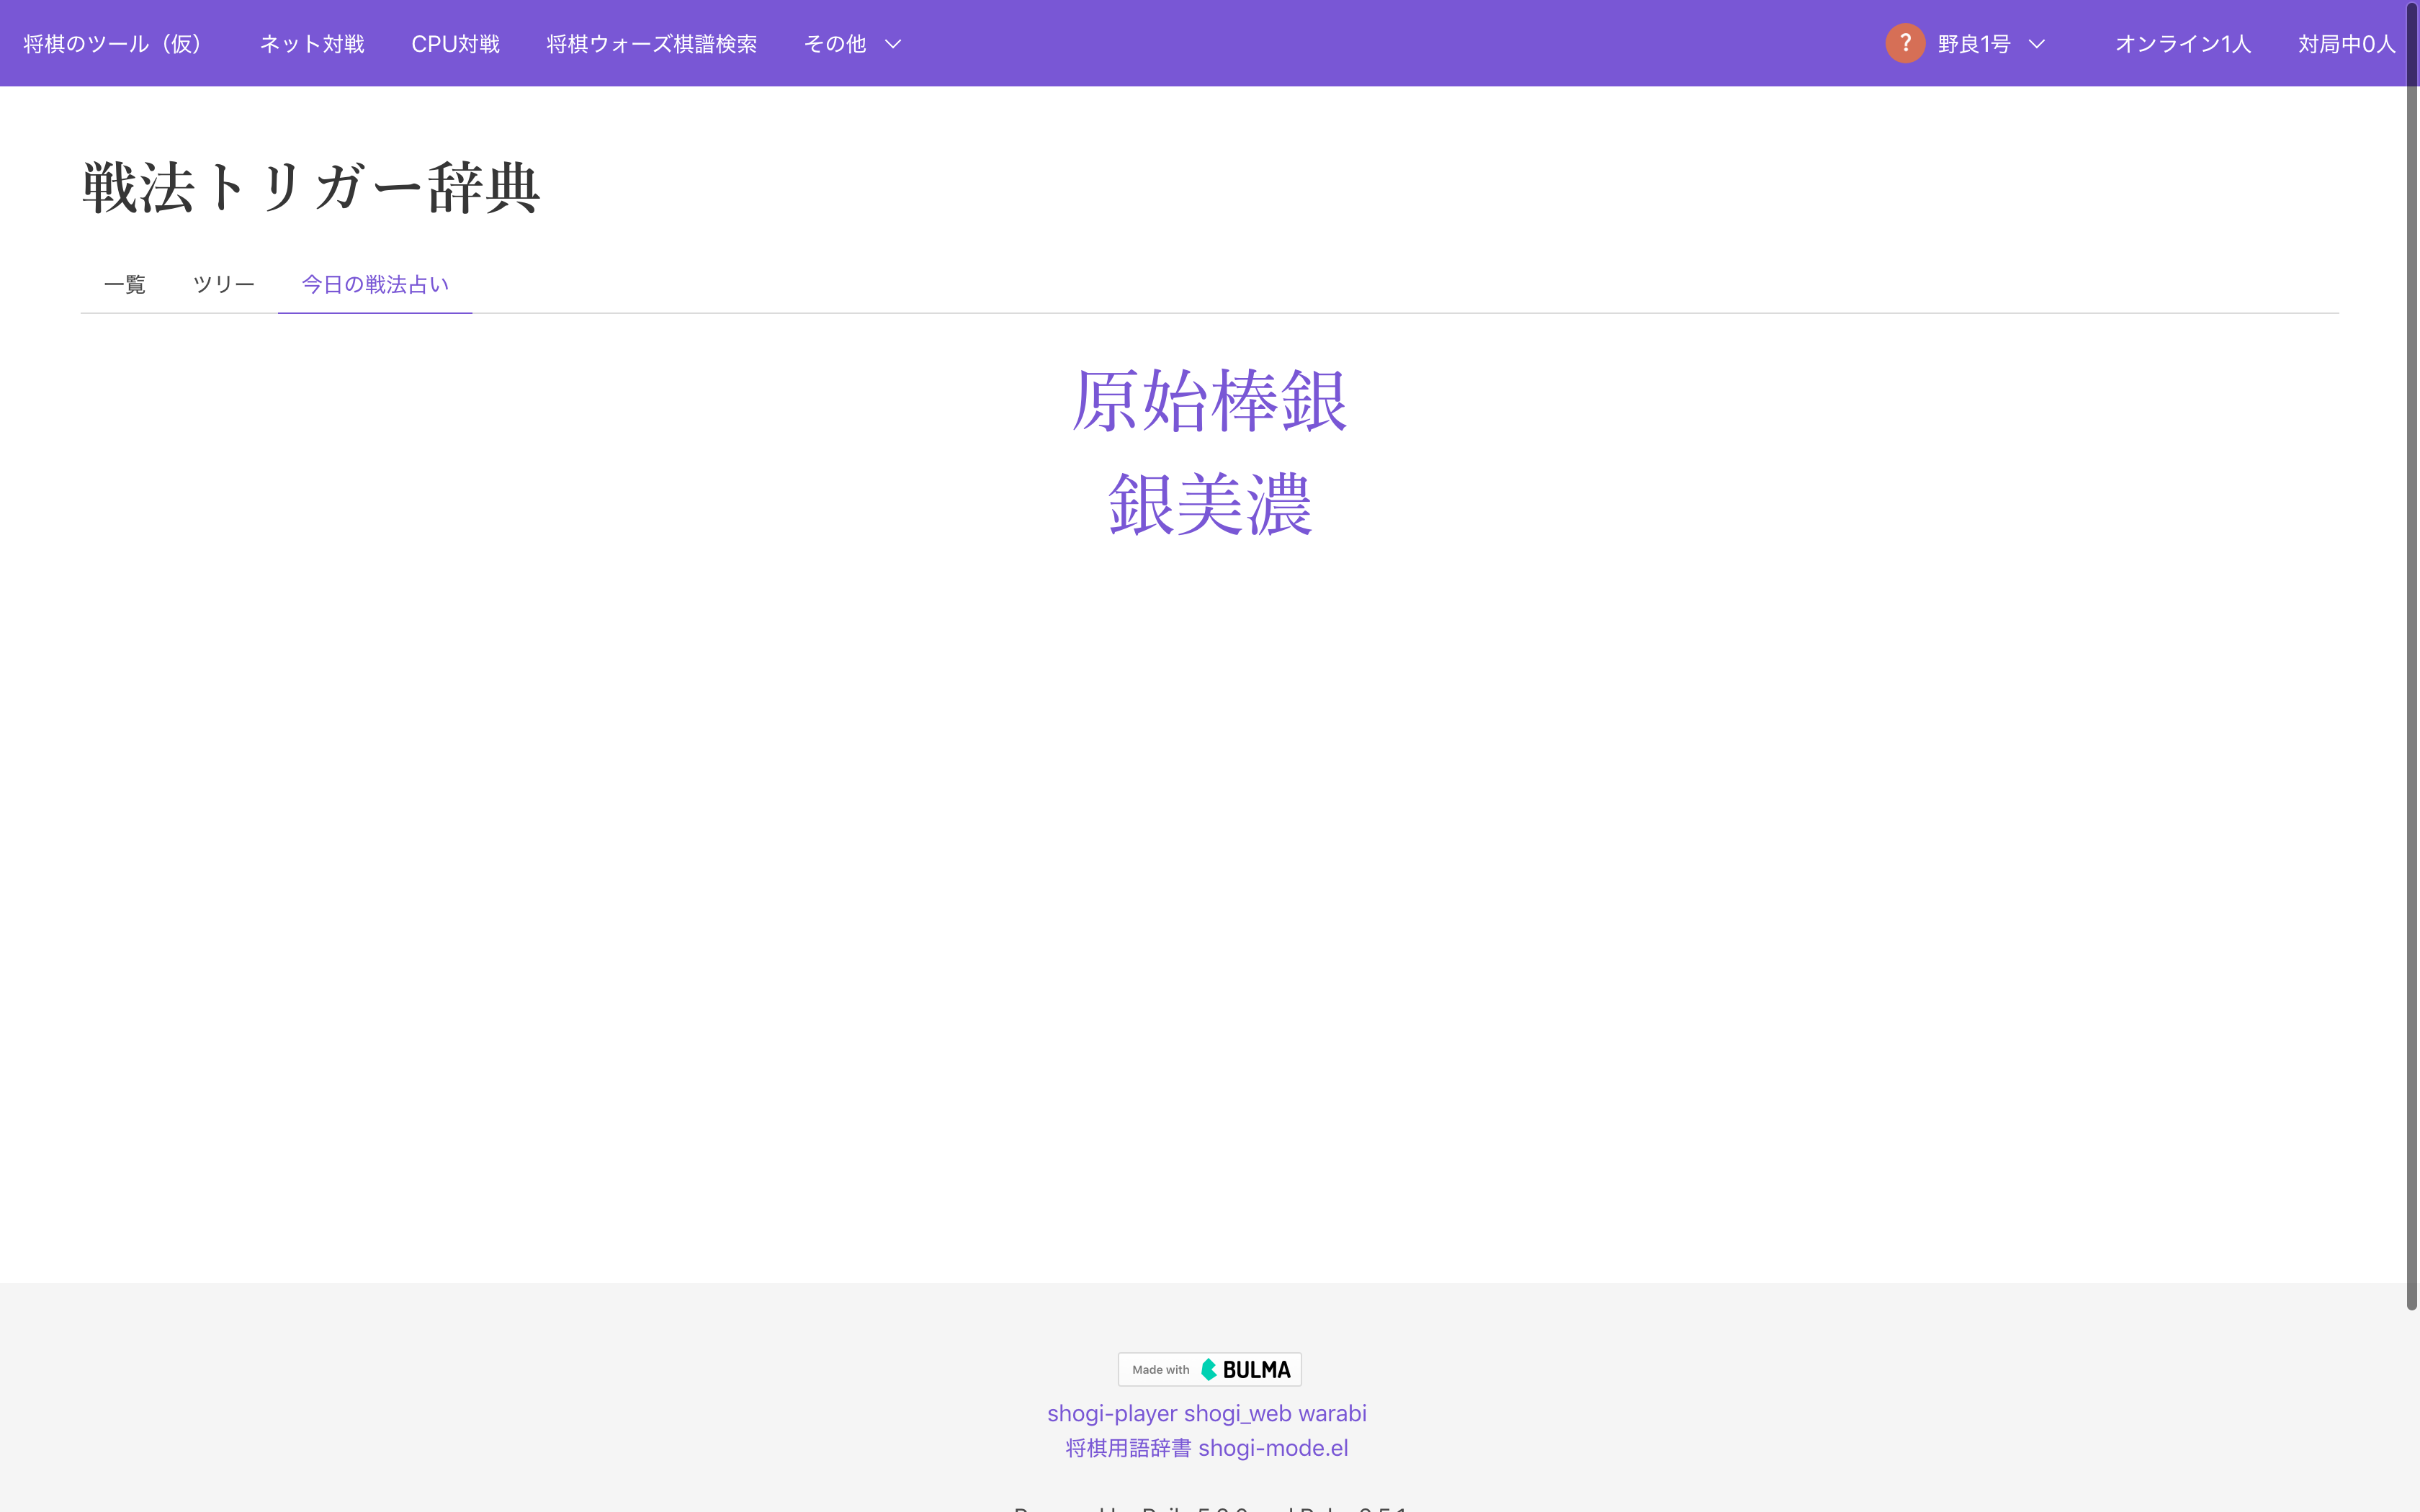 将棋のツール（仮） ネット対戦 CPU対戦 将棋ウォーズ棋譜検索 その他 ? 野良1号 オンライン1人 対局中0人
戦法トリガー辞典
一覧 ツリー 今日の戦法占い
原始棒銀
銀美濃
Made with BULMA
shogi-player shogi_web warabi
将棋用語辞書 shogi-mode.el